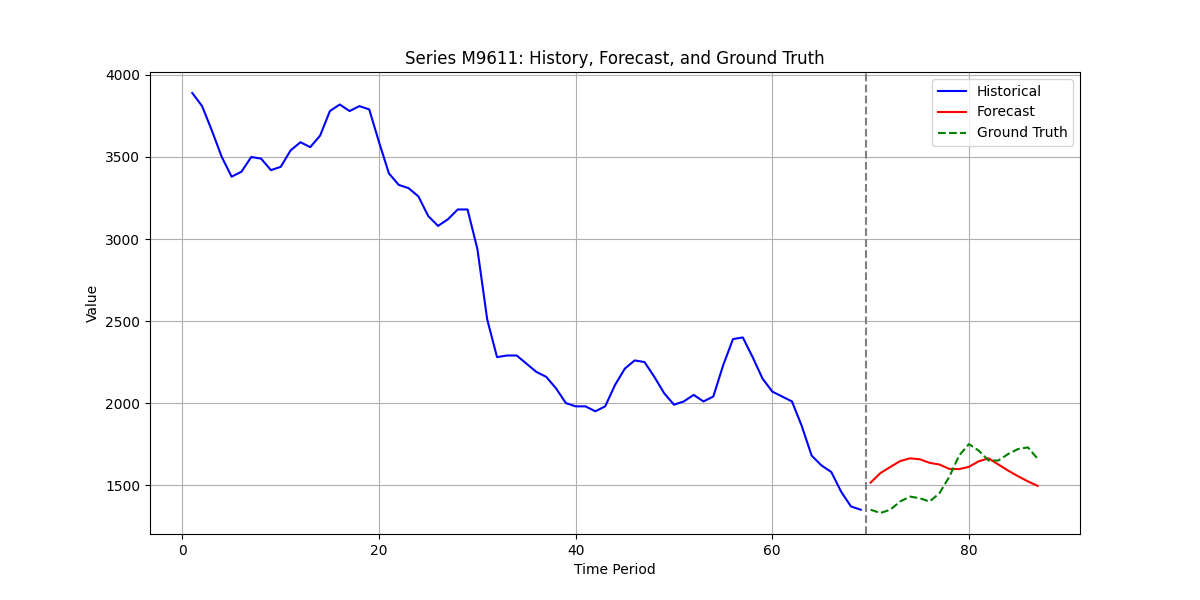 Series M9611: History, Forecast, and Ground Truth
4000
3500
3000
2500
2000
1500
Value
0
20
40
60
80
Time Period
Historical
Forecast
Ground Truth